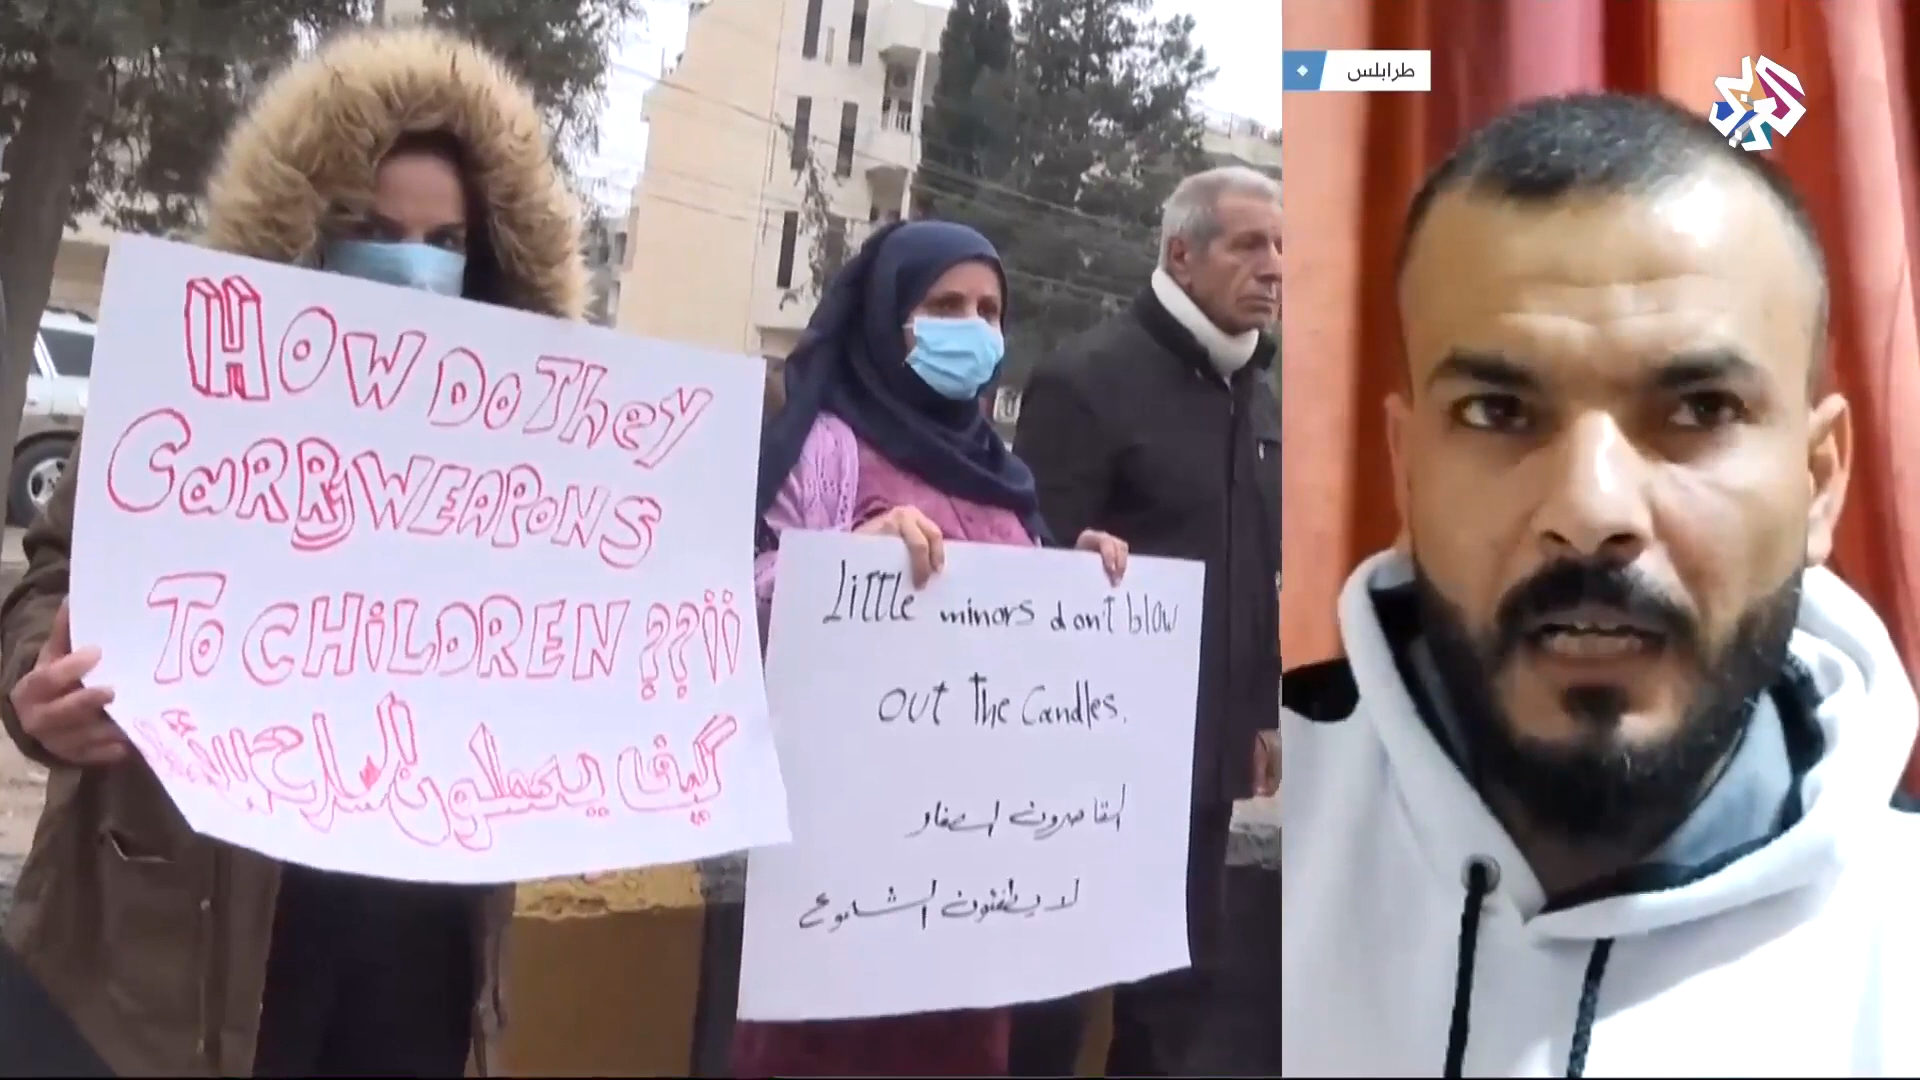 HOW DO They
CaRRy WEAPONS
To CHiLDREN ??¡¡
كيف يحملون السلاح
Little minors don't blow
out The Candles.
القاصرون الصغار
لا يطفئون الشموع
طرابلس